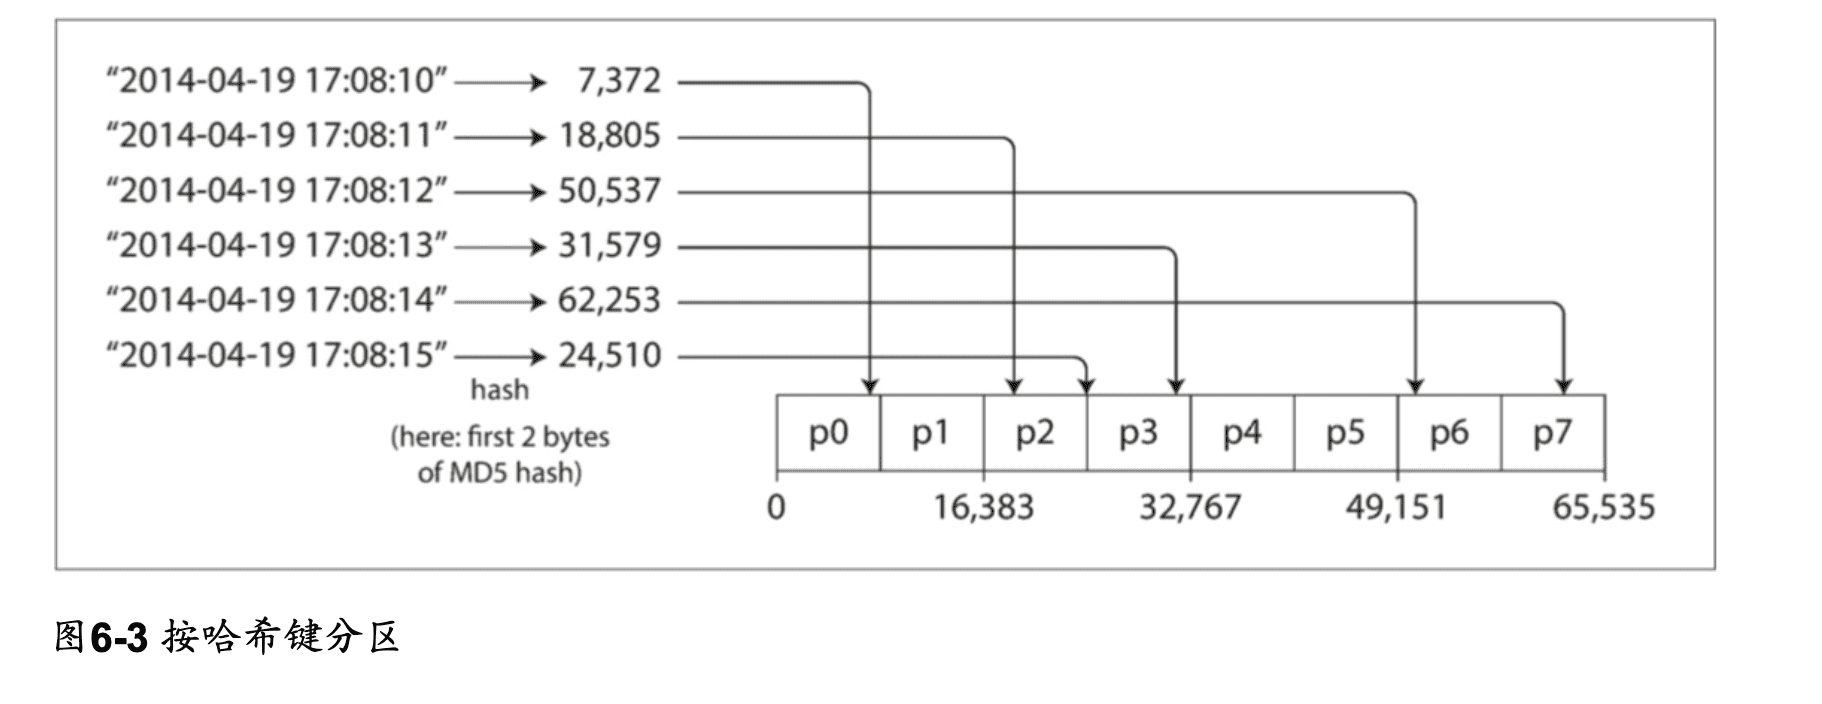 “2014-04-19 17:08:10” 7,372
“2014-04-19 17:08:11” 18,805
“2014-04-19 17:08:12” 50,537
“2014-04-19 17:08:13” 31,579
“2014-04-19 17:08:14” 62,253
“2014-04-19 17:08:15” 24,510
hash
(here: first 2 bytes
of MD5 hash)
p0 p1 p2 p3 p4 p5 p6 p7
0 16,383 32,767 49,151 65,535
图6-3 按哈希键分区